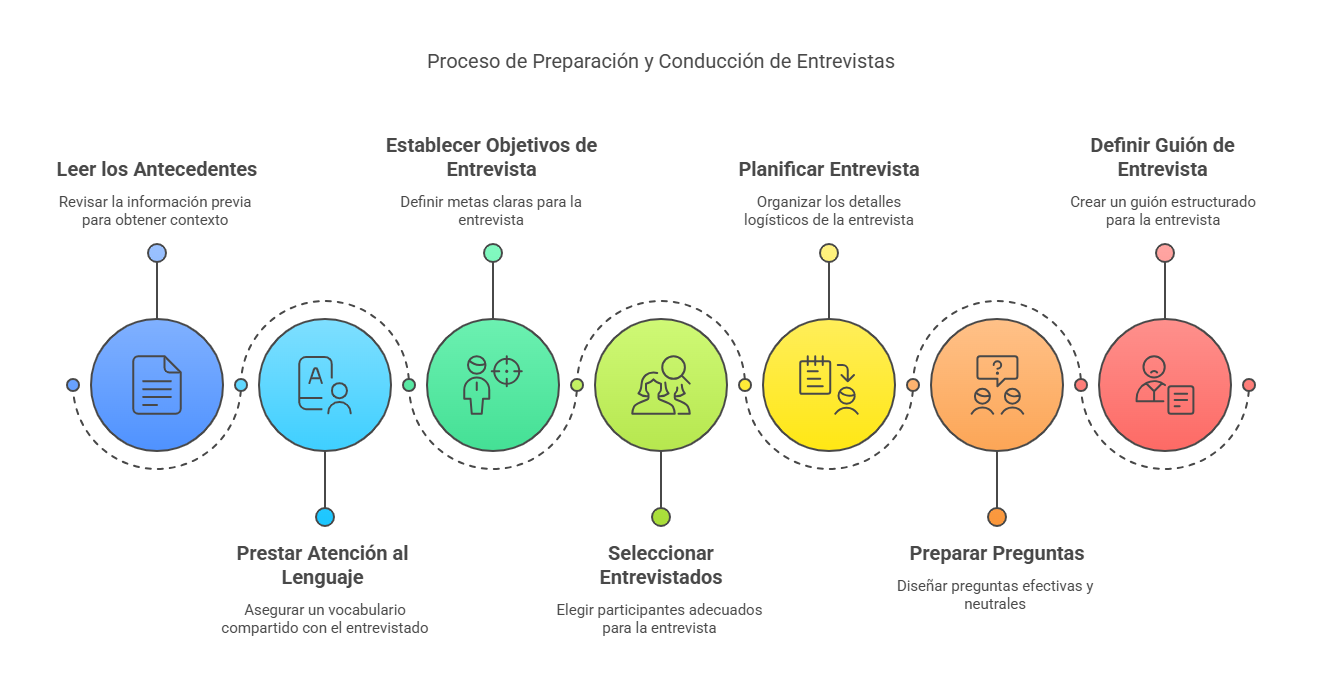 Proceso de Preparación y Conducción de Entrevistas
Leer los Antecedentes
Revisar la información previa
para obtener contexto
Prestar Atención al
Lenguaje
Asegurar un vocabulario
compartido con el entrevistado
Establecer Objetivos de
Entrevista
Definir metas claras para la
entrevista
Seleccionar
Entrevistados
Elegir participantes adecuados
para la entrevista
Planificar Entrevista
Organizar los detalles
logísticos de la entrevista
Preparar Preguntas
Diseñar preguntas efectivas y
neutrales
Definir Guión de
Entrevista
Crear un guión estructurado
para la entrevista
A
?